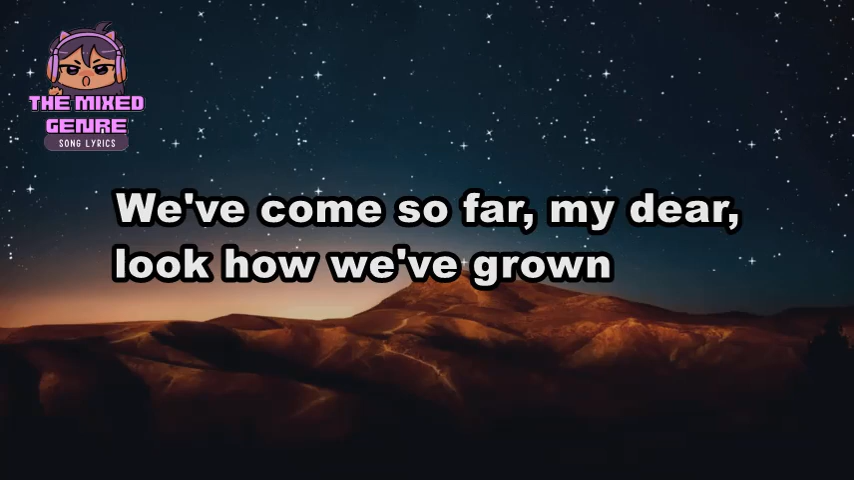 THE MIXED
GENRE
SONG LYRICS
We've come so far, my dear,
look how we've grown